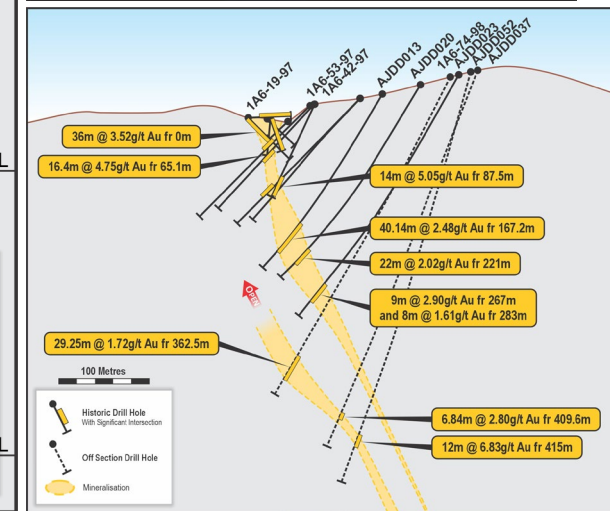 1A6-19-97
1A6-53-97
1A6-42-97
AJDD013
AJDD020
1A6-74-98
AJDD023
AJDD052
AJDD037
36m @ 3.52g/t Au fr 0m
16.4m @ 4.75g/t Au fr 65.1m
14m @ 5.05g/t Au fr 87.5m
40.14m @ 2.48g/t Au fr 167.2m
22m @ 2.02g/t Au fr 221m
9m @ 2.90g/t Au fr 267m
and 8m @ 1.61g/t Au fr 283m
OPEN
29.25m @ 1.72g/t Au fr 362.5m
6.84m @ 2.80g/t Au fr 409.6m
12m @ 6.83g/t Au fr 415m
100 Metres
Historic Drill Hole
With Significant Intersection
Off Section Drill Hole
Mineralisation
L
L